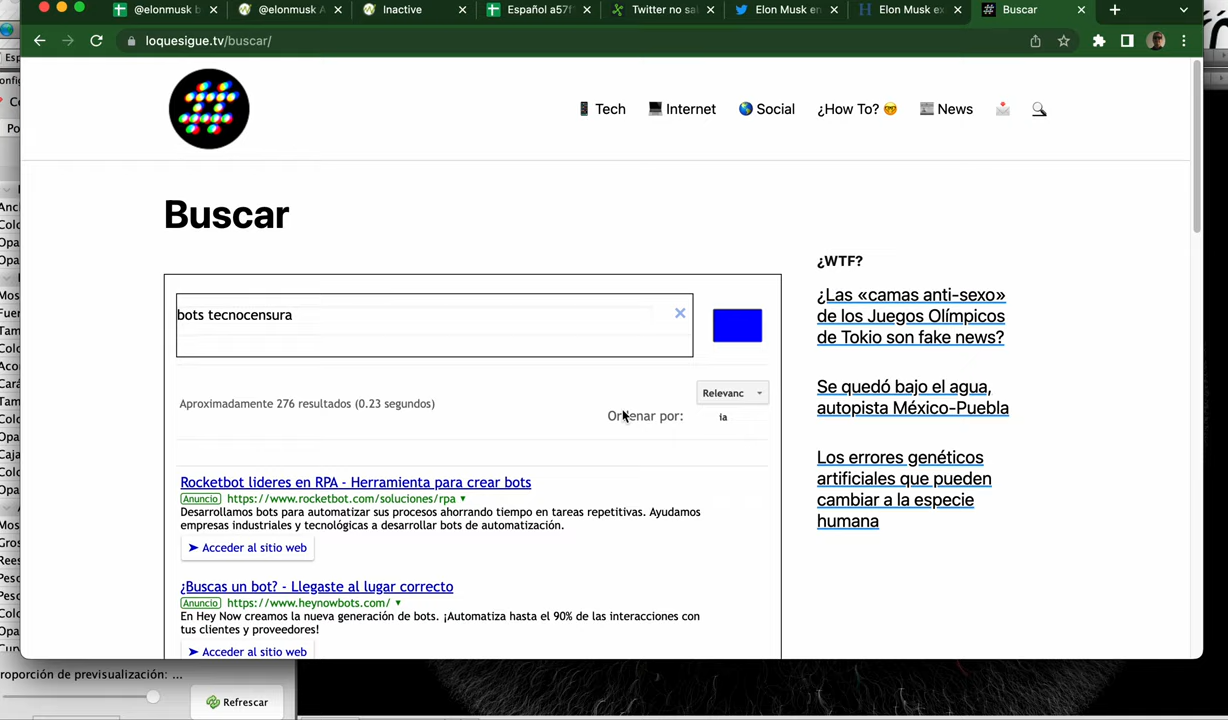 @elonmusk b
@elonmusk A
Inactive
Español a57f
Twitter no sal
Elon Musk en
Elon Musk ex
Buscar
loquesigue.tv/buscar/
Tech
Internet
Social
¿How To?
News
Buscar
bots tecnocensura
Aproximadamente 276 resultados (0.23 segundos)
Ordenar por:
Relevanc
ia
Rocketbot lideres en RPA - Herramienta para crear bots
Anuncio https://www.rocketbot.com/soluciones/rpa
Desarrollamos bots para automatizar sus procesos ahorrando tiempo en tareas repetitivas. Ayudamos
empresas industriales y tecnológicas a desarrollar bots de automatización.
Acceder al sitio web
¿Buscas un bot? - Llegaste al lugar correcto
Anuncio https://www.heynowbots.com/
En Hey Now creamos la nueva generación de bots. ¡Automatiza hasta el 90% de las interacciones con
tus clientes y proveedores!
Acceder al sitio web
¿WTF?
¿Las «camas anti-sexo»
de los Juegos Olímpicos
de Tokio son fake news?
Se quedó bajo el agua,
autopista México-Puebla
Los errores genéticos
artificiales que pueden
cambiar a la especie
humana
roporción de previsualización: ...
Refrescar